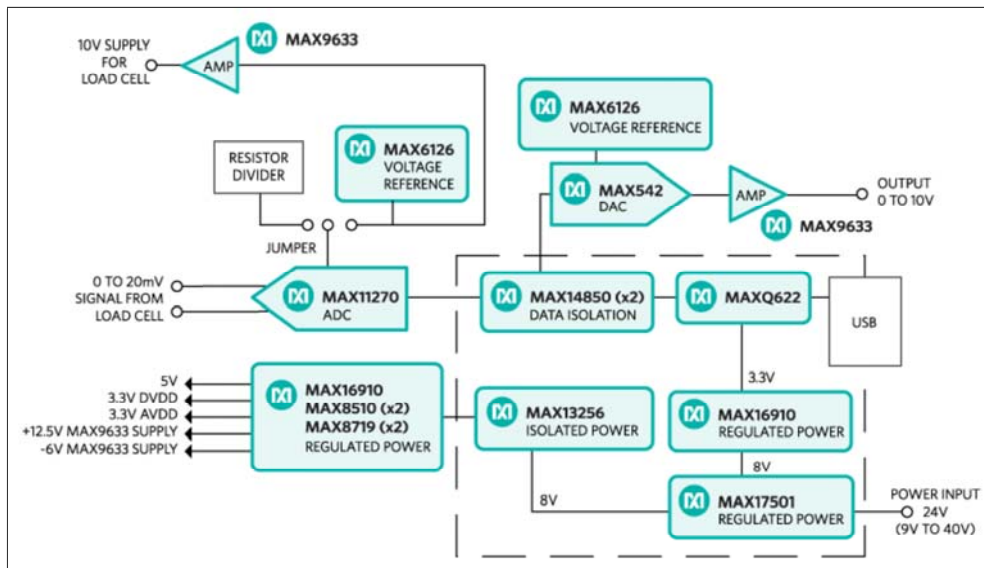 10V SUPPLY
FOR
LOAD CELL
AMP
MAX9633
RESISTOR
DIVIDER
MAX6126
VOLTAGE
REFERENCE
JUMPER
MAX6126
VOLTAGE REFERENCE
MAX542
DAC
AMP
MAX9633
OUTPUT
0 TO 10V
0 TO 20mV
SIGNAL FROM
LOAD CELL
MAX11270
ADC
MAX14850 (x2)
DATA ISOLATION
MAXQ622
USB
3.3V
5V
3.3V DVDD
3.3V AVDD
+12.5V MAX9633 SUPPLY
-6V MAX9633 SUPPLY
MAX16910
MAX8510 (x2)
MAX8719 (x2)
REGULATED POWER
MAX13256
ISOLATED POWER
MAX16910
REGULATED POWER
8V
8V
MAX17501
REGULATED POWER
POWER INPUT
24V
(9V TO 40V)